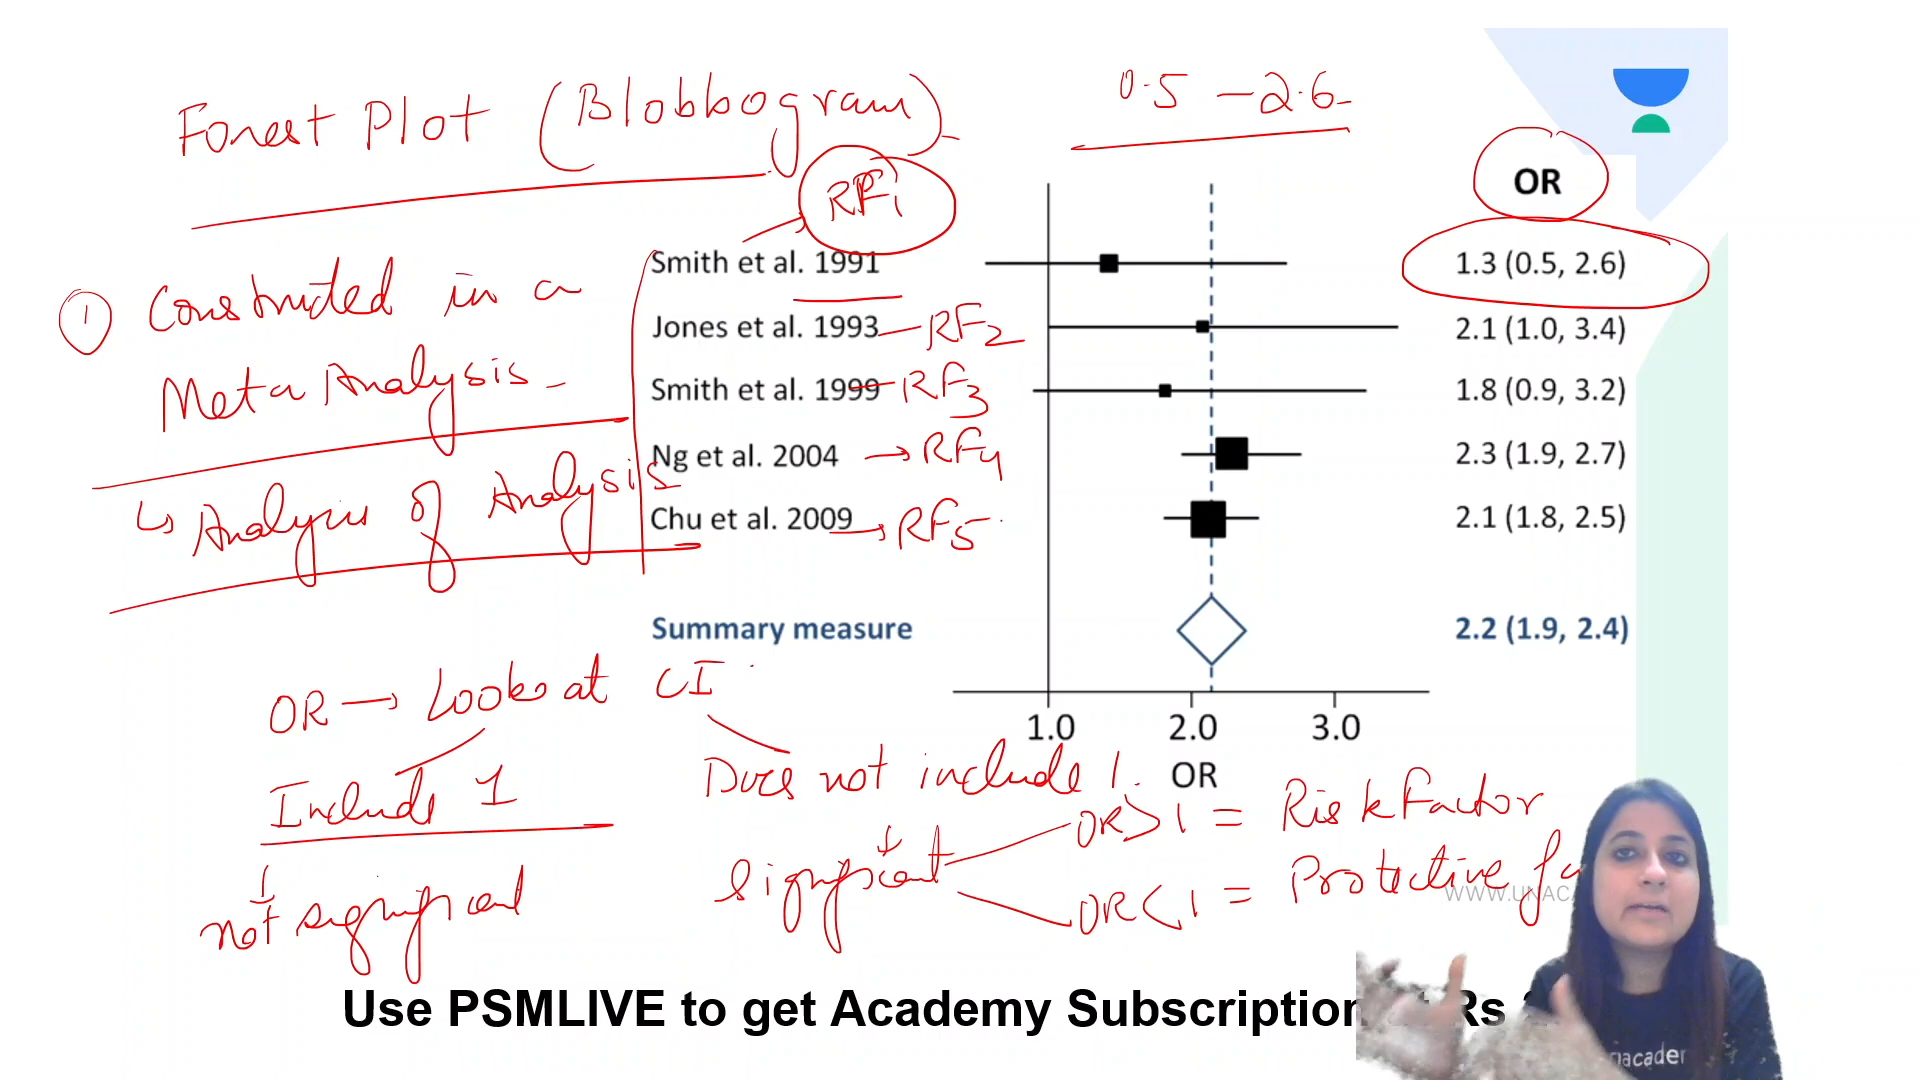 Forest Plot (Blobbogram)
0.5 - 2.6
OR
RF1
Smith et al. 1991
1.3 (0.5, 2.6)
① Constructed in a
Meta Analysis
Jones et al. 1993 - RF2
2.1 (1.0, 3.4)
Smith et al. 1999 - RF3
1.8 (0.9, 3.2)
↳ Analysis of Analysis
Ng et al. 2004 → RF4
2.3 (1.9, 2.7)
Chu et al. 2009 → RF5
2.1 (1.8, 2.5)
Summary measure
2.2 (1.9, 2.4)
1.0 2.0 3.0
OR
OR → Looks at CI
Include 1
↓
not significant
Does not include 1.
↓
Significant
OR > 1 = Risk Factor
OR < 1 = Protective
Use PSMLIVE to get Academy Subscription Rs